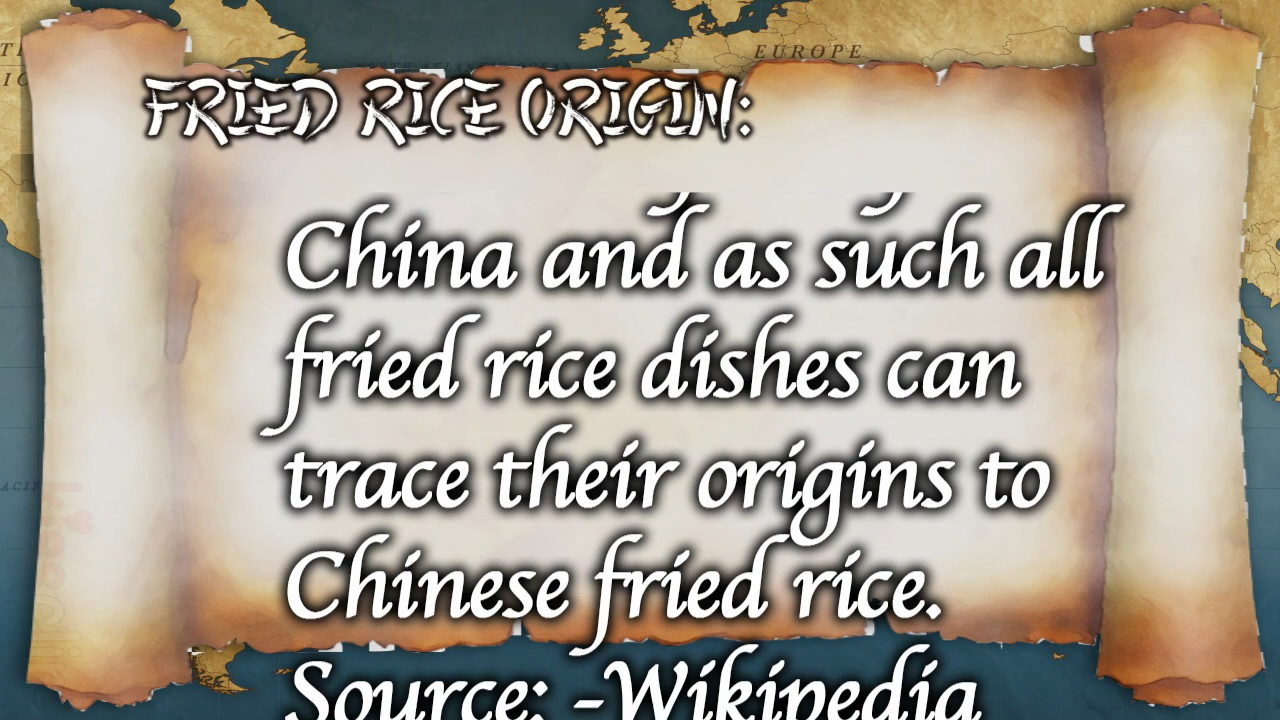 EUROPE
FRIED RICE ORIGIN:
China and as such all
fried rice dishes can
trace their origins to
Chinese fried rice.
Source: -Wikipedia